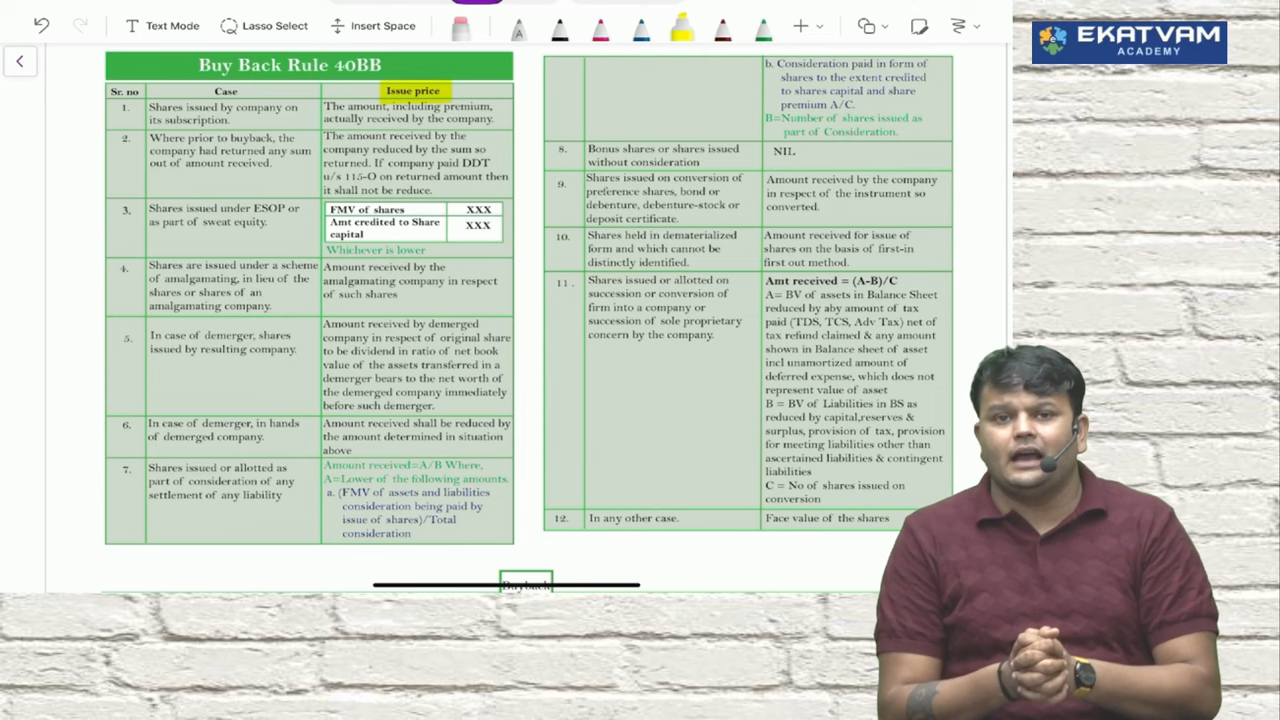 Text Mode
Lasso Select
Insert Space
A
EKATVAM
ACADEMY
Buy Back Rule 40BB
Sr. no
Case
Issue price
1.
Shares issued by company on
its subscription.
The amount, including premium,
actually received by the company.
2.
Where prior to buyback, the
company had returned any sum
out of amount received.
The amount received by the
company reduced by the sum so
returned. If company paid DDT
u/s 115-O on returned amount then
it shall not be reduce.
3.
Shares issued under ESOP or
as part of sweat equity.
FMV of shares
XXX
Amt credited to Share
capital
XXX
Whichever is lower
4.
Shares are issued under a scheme
of amalgamating, in lieu of the
shares or shares of an
amalgamating company.
Amount received by the
amalgamating company in respect
of such shares
5.
In case of demerger, shares
issued by resulting company.
Amount received by demerged
company in respect of original share
to be dividend in ratio of net book
value of the assets transferred in a
demerger bears to the net worth of
the demerged company immediately
before such demerger.
6.
In case of demerger, in hands
of demerged company.
Amount received shall be reduced by
the amount determined in situation
above
7.
Shares issued or allotted as
part of consideration of any
settlement of any liability
Amount received=A/B Where,
A=Lower of the following amounts.
a. (FMV of assets and liabilities
consideration being paid by
issue of shares)/Total
consideration
b. Consideration paid in form of
shares to the extent credited
to shares capital and share
premium A/C.
B=Number of shares issued as
part of Consideration.
8.
Bonus shares or shares issued
without consideration
NIL
9.
Shares issued on conversion of
preference shares, bond or
debenture, debenture-stock or
deposit certificate.
Amount received by the company
in respect of the instrument so
converted.
10.
Shares held in dematerialized
form and which cannot be
distinctly identified.
Amount received for issue of
shares on the basis of first-in
first out method.
11.
Shares issued or allotted on
succession or conversion of
firm into a company or
succession of sole proprietary
concern by the company.
Amt received = (A-B)/C
A= BV of assets in Balance Sheet
reduced by aby amount of tax
paid (TDS, TCS, Adv Tax) net of
tax refund claimed & any amount
shown in Balance sheet of asset
incl unamortized amount of
deferred expense, which does not
represent value of asset
B = BV of Liabilities in BS as
reduced by capital,reserves &
surplus, provision of tax, provision
for meeting liabilities other than
ascertained liabilities & contingent
liabilities
C = No of shares issued on
conversion
12.
In any other case.
Face value of the shares
Buyback